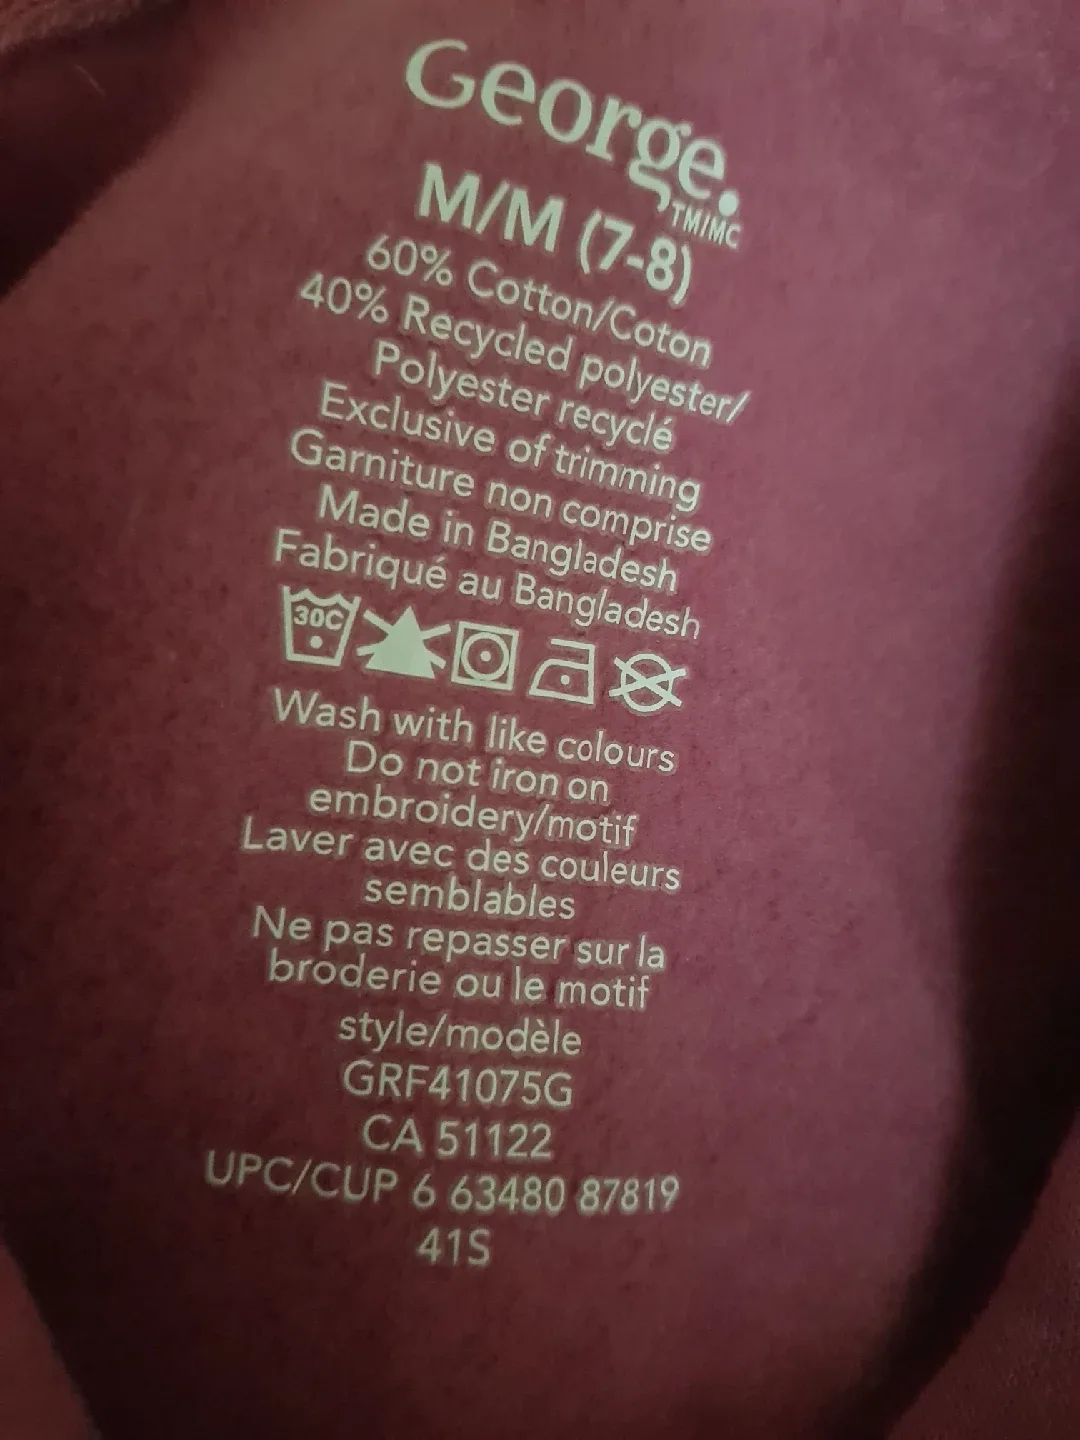 George.
TM/MC
M/M (7-8)
60% Cotton/Coton
40% Recycled polyester/
Polyester recyclé
Exclusive of trimming
Garniture non comprise
Made in Bangladesh
Fabriqué au Bangladesh
30C
Wash with like colours
Do not iron on
embroidery/motif
Laver avec des couleurs
semblables
Ne pas repasser sur la
broderie ou le motif
style/modèle
GRF41075G
CA 51122
UPC/CUP 6 63480 87819
41S